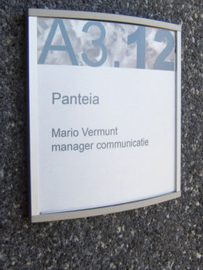 A3.12
Panteia
Mario Vermunt
manager communicatie